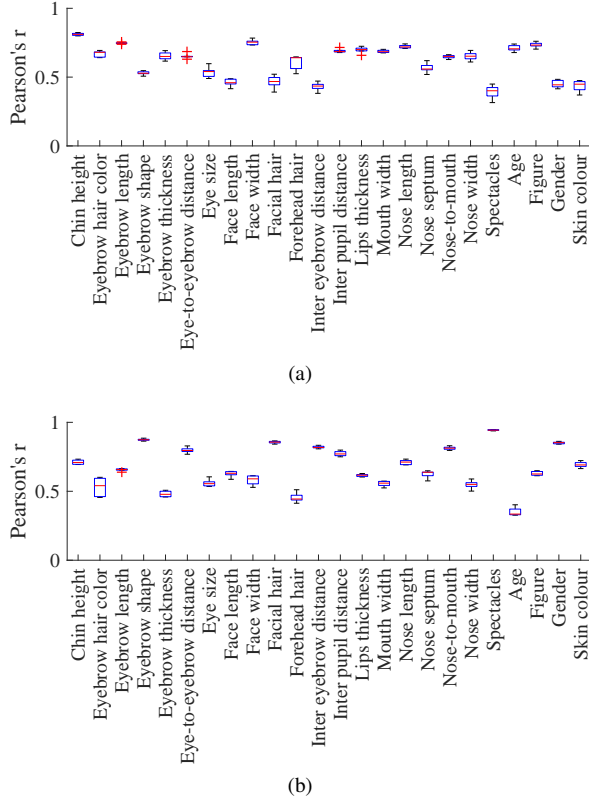 1
0.5
0
Pearson's r
Chin height
Eyebrow hair color
Eyebrow length
Eyebrow shape
Eyebrow thickness
Eye-to-eyebrow distance
Eye size
Face length
Face width
Facial hair
Forehead hair
Inter eyebrow distance
Inter pupil distance
Lips thickness
Mouth width
Nose length
Nose septum
Nose-to-mouth
Nose width
Spectacles
Age
Figure
Gender
Skin colour
(a)
1
0.5
0
Pearson's r
Chin height
Eyebrow hair color
Eyebrow length
Eyebrow shape
Eyebrow thickness
Eye-to-eyebrow distance
Eye size
Face length
Face width
Facial hair
Forehead hair
Inter eyebrow distance
Inter pupil distance
Lips thickness
Mouth width
Nose length
Nose septum
Nose-to-mouth
Nose width
Spectacles
Age
Figure
Gender
Skin colour
(b)